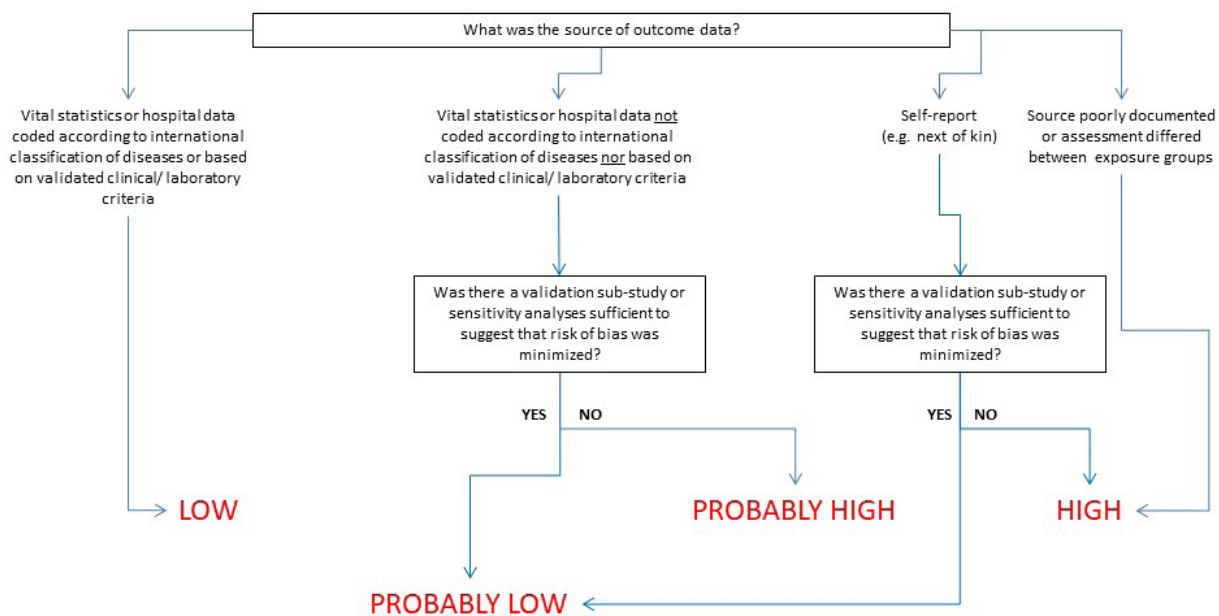 What was the source of outcome data?
Vital statistics or hospital data
coded according to international
classification of diseases or based
on validated clinical/ laboratory
criteria
Vital statistics or hospital data not
coded according to international
classification of diseases nor based on
validated clinical/ laboratory criteria
Self-report
(e.g. next of kin)
Source poorly documented
or assessment differed
between exposure groups
Was there a validation sub-study or
sensitivity analyses sufficient to
suggest that risk of bias was
minimized?
Was there a validation sub-study or
sensitivity analyses sufficient to
suggest that risk of bias was
minimized?
YES NO
YES NO
LOW
PROBABLY HIGH
HIGH
PROBABLY LOW